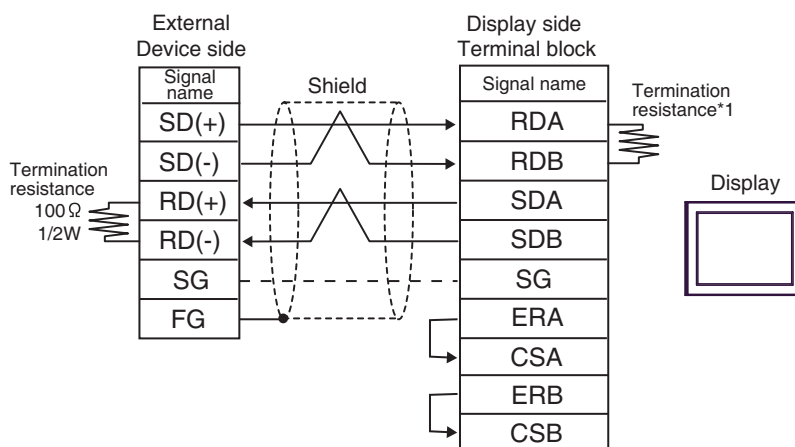 External
Device side
Display side
Terminal block
Signal
name
Shield
Signal name
Termination
resistance*1
SD(+)
RDA
SD(-)
RDB
Termination
resistance
100Ω
1/2W
RD(+)
SDA
Display
RD(-)
SDB
SG
SG
FG
ERA
CSA
ERB
CSB